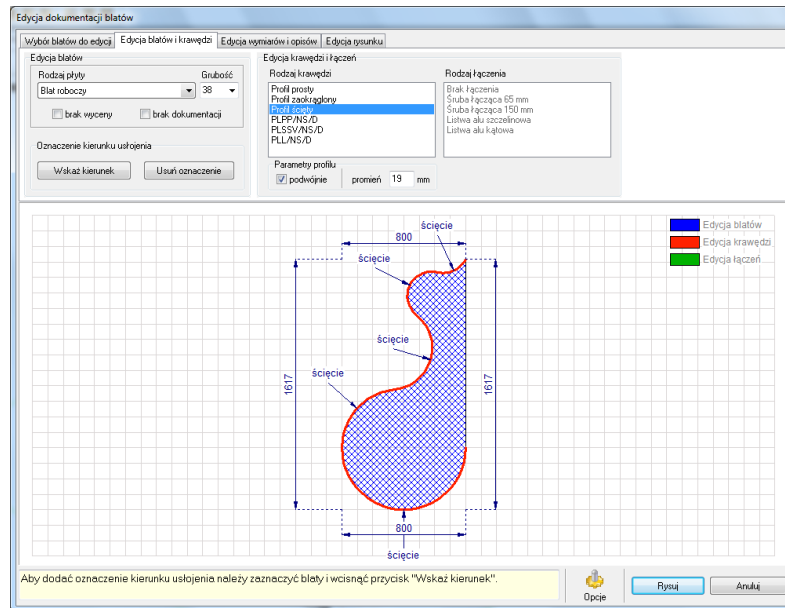 Edycja dokumentacji blatów
Wybór blatów do edycji
Edycja blatów i krawędzi
Edycja wymiarów i opisów
Edycja rysunku
Edycja blatów
Rodzaj płyty
Grubość
Blat roboczy
38
brak wyceny
brak dokumentacji
Oznaczenie kierunku usłojenia
Wskaż kierunek
Usuń oznaczenie
Edycja krawędzi i łączeń
Rodzaj krawędzi
Profil prosty
Profil zaokrąglony
Profil ścięty
PLPP/NS/D
PLSSV/NS/D
PLL/NS/D
Rodzaj łączenia
Brak łączenia
Śruba łącząca 65 mm
Śruba łącząca 150 mm
Listwa alu szczelinowa
Listwa alu kątowa
Parametry profilu
podwójnie
promień
19
mm
ścięcie
800
ścięcie
ścięcie
ścięcie
1617
1617
800
ścięcie
Edycja blatów
Edycja krawędzi
Edycja łączeń
Aby dodać oznaczenie kierunku usłojenia należy zaznaczyć blaty i wcisnąć przycisk "Wskaż kierunek".
Opcje
Rysuj
Anuluj